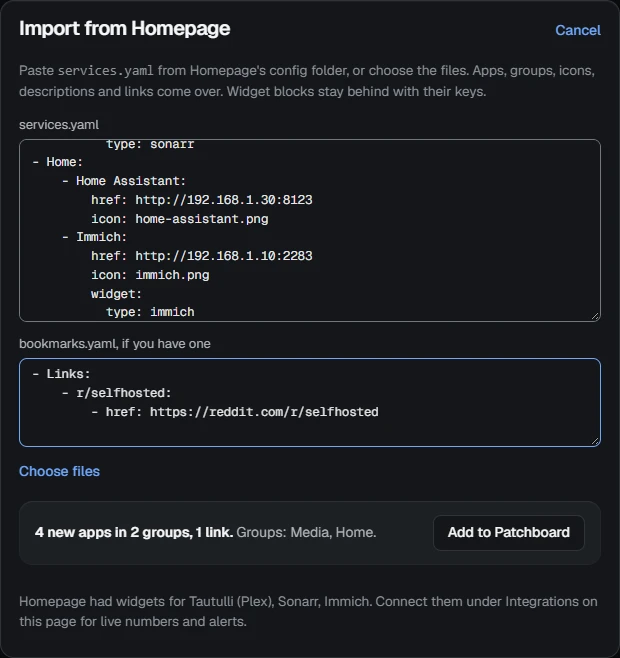 Import from Homepage
Cancel
Paste services.yaml from Homepage's config folder, or choose the files. Apps, groups, icons,
descriptions and links come over. Widget blocks stay behind with their keys.
services.yaml
type: sonarr
- Home:
- Home Assistant:
href: http://192.168.1.30:8123
icon: home-assistant.png
- Immich:
href: http://192.168.1.10:2283
icon: immich.png
widget:
type: immich
bookmarks.yaml, if you have one
- Links:
- r/selfhosted:
- href: https://reddit.com/r/selfhosted
Choose files
4 new apps in 2 groups, 1 link. Groups: Media, Home.
Add to Patchboard
Homepage had widgets for Tautulli (Plex), Sonarr, Immich. Connect them under Integrations on
this page for live numbers and alerts.